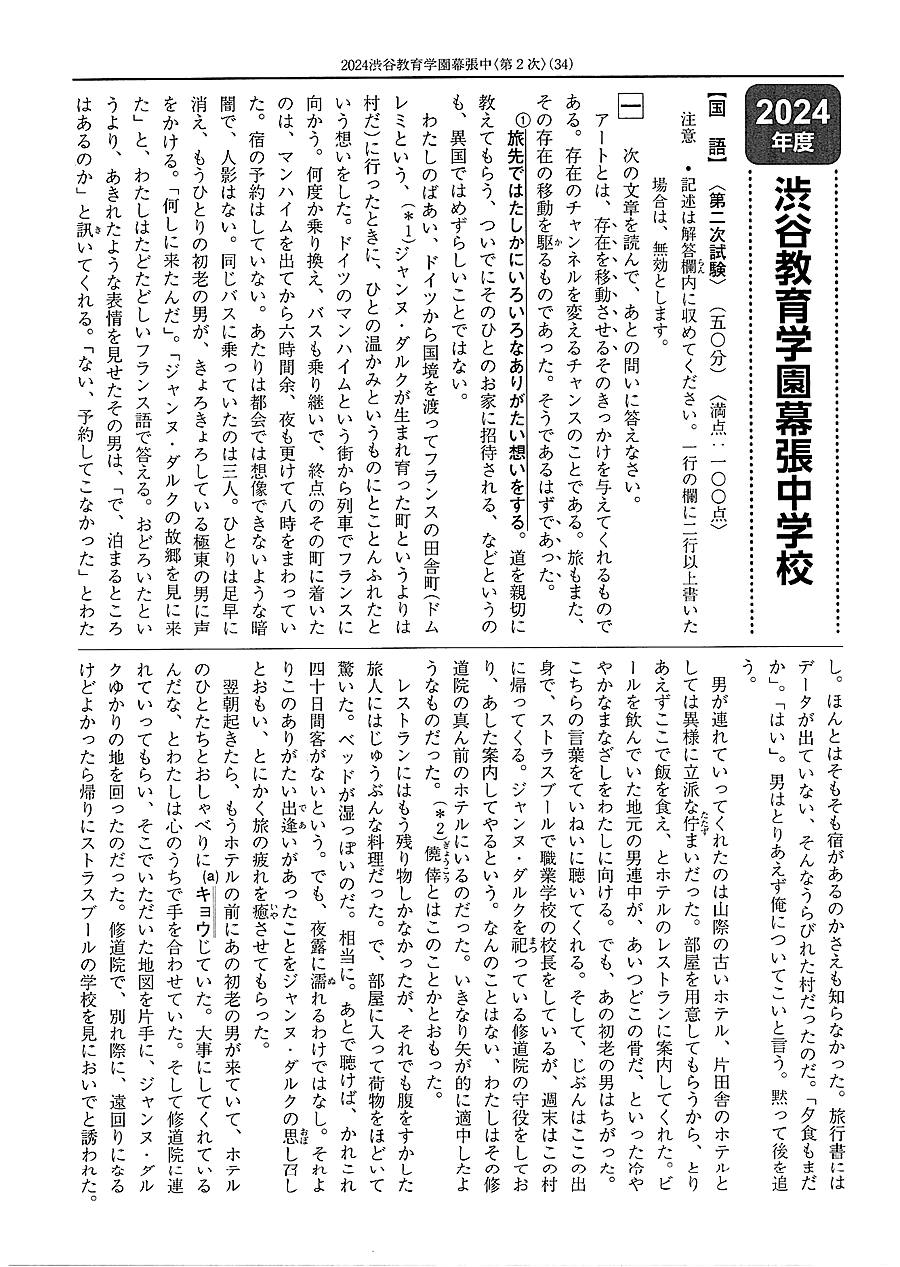 2024渋谷教育学園幕張中〈第2次〉(34)
2024
年度
渋谷教育学園幕張中学校
【国　語】〈第二次試験〉（五〇分）〈満点：一〇〇点〉
注意　・記述は解答欄内に収めてください。一行の欄に二行以上書いた
場合は、無効とします。
一　次の文章を読んで、あとの問いに答えなさい。
アートとは、存在を移動させるそのきっかけを与えてくれるもので
ある。存在のチャンネルを変えるチャンスのことである。旅もまた、
その存在の移動を駆るものであった。そうであるはずであった。
①旅先ではたしかにいろいろなありがたい想いをする。道を親切に
教えてもらう、ついでにそのひとのお家に招待される、などというの
も、異国ではめずらしいことではない。
わたしのばあい、ドイツから国境を渡ってフランスの田舎町（ドム
レミという、（＊1）ジャンヌ・ダルクが生まれ育った町というよりは
村だ）に行ったときに、ひとの温かみというものにとことんふれたと
いう想いをした。ドイツのマンハイムという街から列車でフランスに
向かう。何度か乗り換え、バスも乗り継いで、終点のその町に着いた
のは、マンハイムを出てから六時間余、夜も更けて八時をまわってい
た。宿の予約はしていない。あたりは都会では想像できないような暗
闇で、人影はない。同じバスに乗っていたのは三人。ひとりは足早に
消え、もうひとりの初老の男が、きょろきょろしている極東の男に声
をかける。「何しに来たんだ」。「ジャンヌ・ダルクの故郷を見に来
た」と、わたしはたどたどしいフランス語で答える。おどろいたとい
うより、あきれたような表情を見せたその男は、「で、泊まるところ
はあるのか」と訊いてくれる。「ない、予約してこなかった」とわた
し。ほんとはそもそも宿があるのかさえも知らなかった。旅行書には
データが出ていない、そんなうらびれた村だったのだ。「夕食もまだ
か」。「はい」。男はとりあえず俺についてこいと言う。黙って後を追
う。
男が連れていってくれたのは山際の古いホテル、片田舎のホテルと
しては異様に立派な佇まいだった。部屋を用意してもらうから、とり
あえずここで飯を食え、とホテルのレストランに案内してくれた。ビ
ールを飲んでいた地元の男連中が、あいつどこの骨だ、といった冷や
やかなまなざしをわたしに向ける。でも、あの初老の男はちがった。
こちらの言葉をていねいに聴いてくれる。そして、じぶんはここの出
身で、ストラスブールで職業学校の校長をしているが、週末はこの村
に帰ってくる。ジャンヌ・ダルクを祀っている修道院の守役をしてお
り、あした案内してやるという。なんのことはない、わたしはその修
道院の真ん前のホテルにいるのだった。いきなり矢が的に適中したよ
うなものだった。（＊2）僥倖とはこのことかとおもった。
レストランにはもう残り物しかなかったが、それでも腹をすかした
旅人にはじゅうぶんな料理だった。で、部屋に入って荷物をほどいて
驚いた。ベッドが湿っぽいのだ。相当に。あとで聴けば、かれこれ
四十日間客がないという。でも、夜露に濡れるわけではなし。それよ
りこのありがたい出逢いがあったことをジャンヌ・ダルクの思し召し
とおもい、とにかく旅の疲れを癒させてもらった。
翌朝起きたら、もうホテルの前にあの初老の男が来ていて、ホテル
のひとたちとおしゃべりに(a)キョウじていた。大事にしてくれている
んだな、とわたしは心のうちで手を合わせていた。そして修道院に連
れていってもらい、そこでいただいた地図を片手に、ジャンヌ・ダル
クゆかりの地を回ったのだった。修道院で、別れ際に、遠回りになる
けどよかったら帰りにストラスブールの学校を見においでと誘われた。